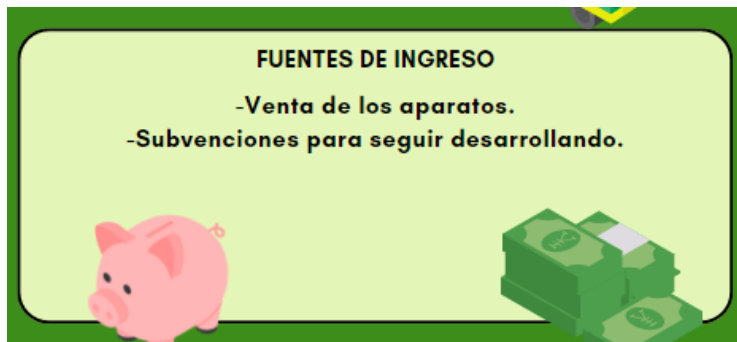 FUENTES DE INGRESO
-Venta de los aparatos.
-Subvenciones para seguir desarrollando.